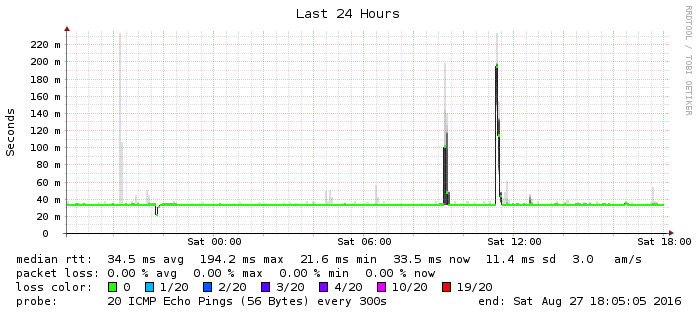 Last 24 Hours
RRDTOOL / TOBI OETIKER
Seconds
220 m
200 m
180 m
160 m
140 m
120 m
100 m
80 m
60 m
40 m
20 m
0
Sat 00:00 Sat 06:00 Sat 12:00 Sat 18:00
median rtt: 34.5 ms avg 194.2 ms max 21.6 ms min 33.5 ms now 11.4 ms sd 3.0 am/s
packet loss: 0.00 % avg 0.00 % max 0.00 % min 0.00 % now
loss color: 0 1/20 2/20 3/20 4/20 10/20 19/20
probe: 20 ICMP Echo Pings (56 Bytes) every 300s end: Sat Aug 27 18:05:05 2016